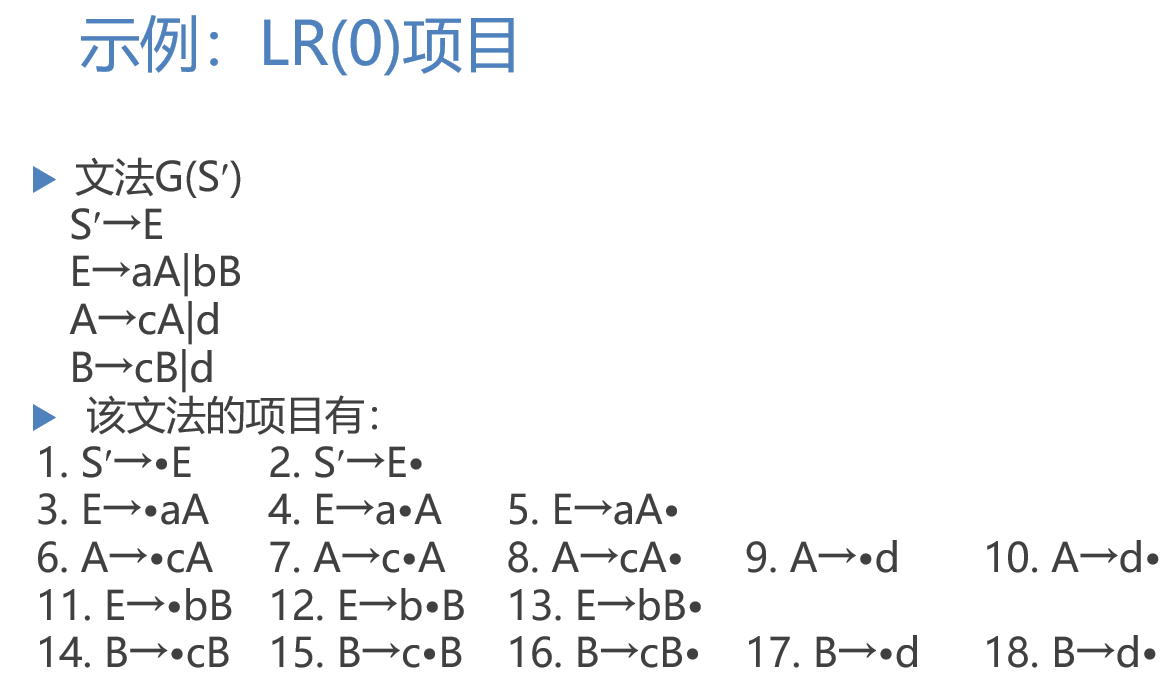 示例：LR(0)项目
文法G(S′)
S′→E
E→aA|bB
A→cA|d
B→cB|d
该文法的项目有：
1. S′→•E 2. S′→E•
3. E→•aA 4. E→a•A 5. E→aA•
6. A→•cA 7. A→c•A 8. A→cA• 9. A→•d 10. A→d•
11. E→•bB 12. E→b•B 13. E→bB•
14. B→•cB 15. B→c•B 16. B→cB• 17. B→•d 18. B→d•